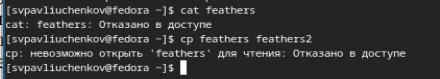 [svpavliuchenkov@fedora ~]$ cat feathers
cat: feathers: Отказано в доступе
[svpavliuchenkov@fedora ~]$ cp feathers feathers2
cp: невозможно открыть 'feathers' для чтения: Отказано в доступе
[svpavliuchenkov@fedora ~]$